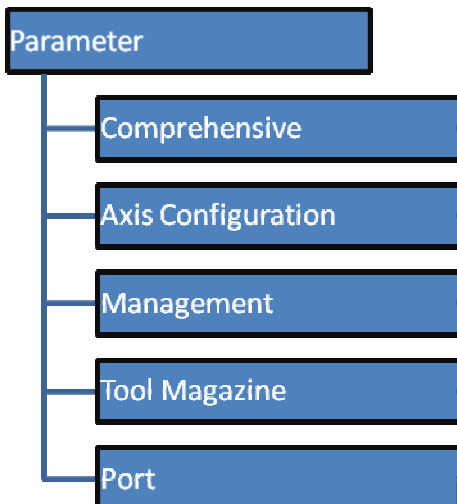 Parameter
Comprehensive
Axis Configuration
Management
Tool Magazine
Port